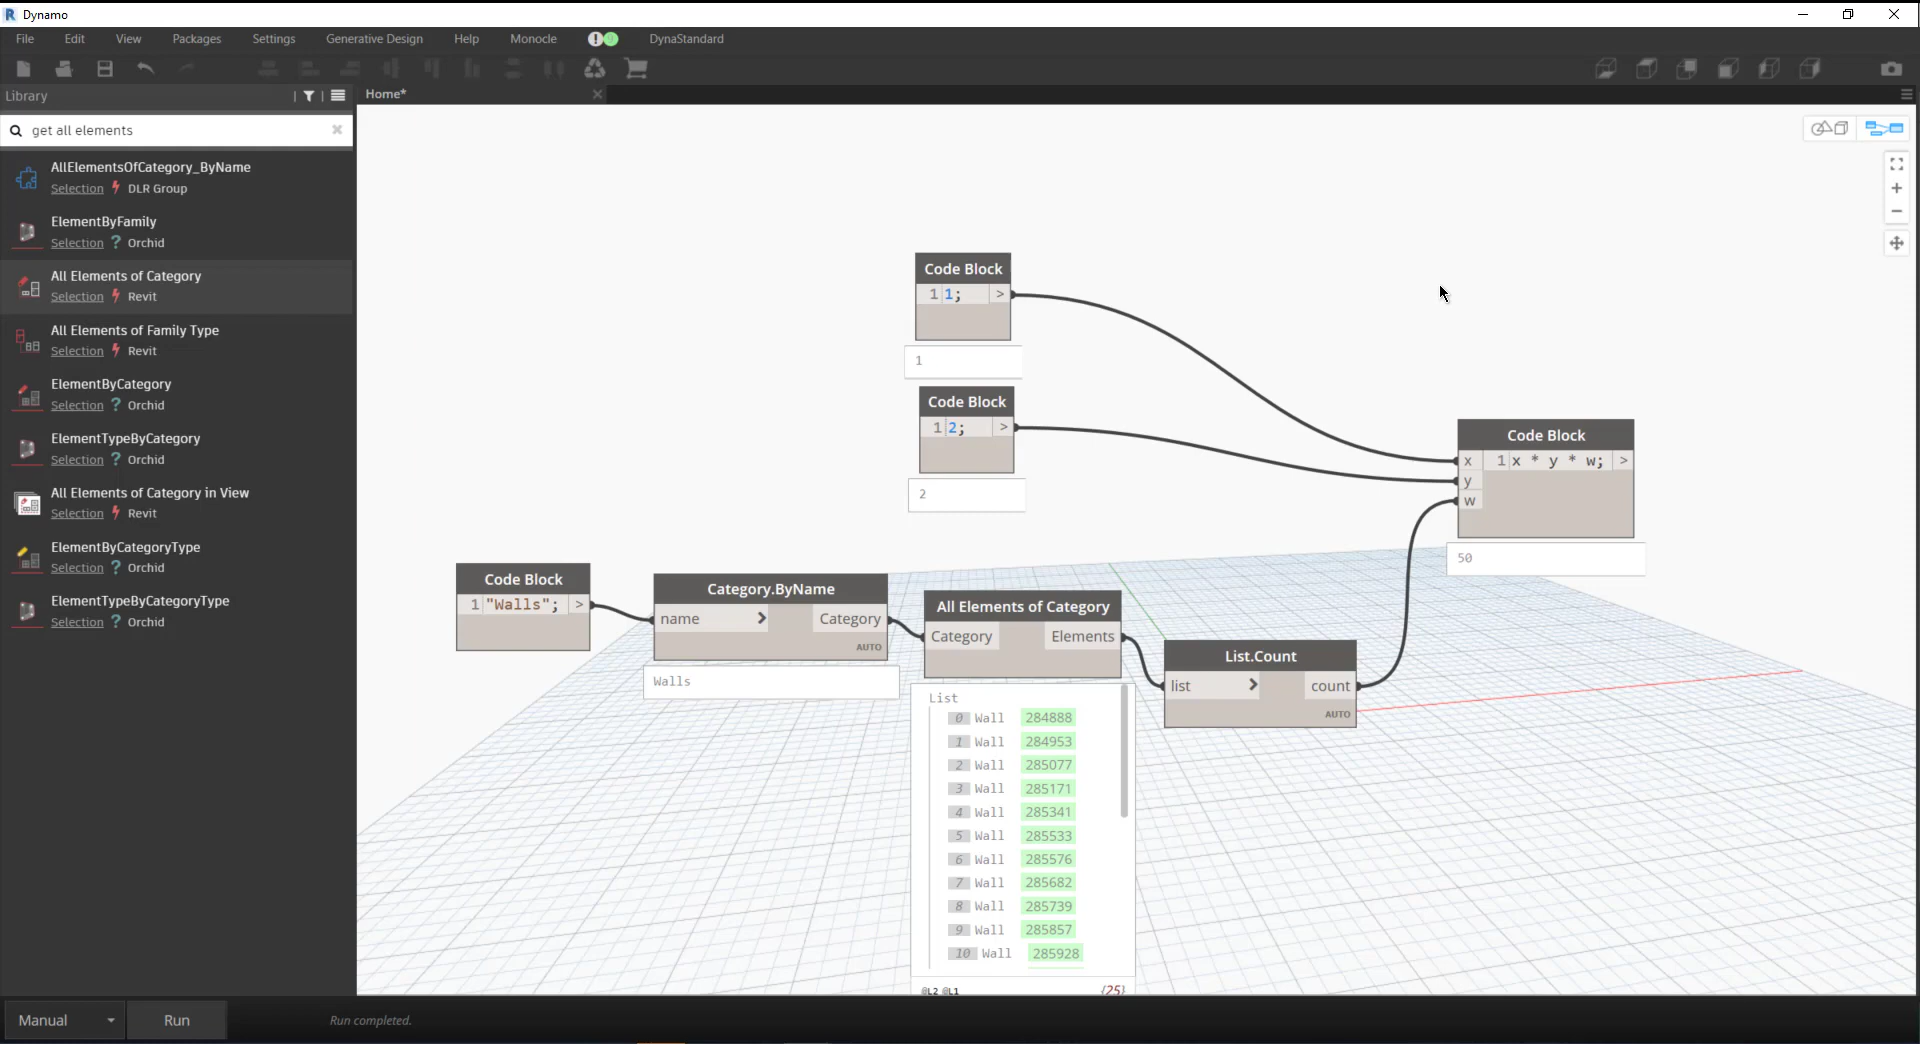 Dynamo
File Edit View Packages Settings Generative Design Help Monocle DynaStandard
Library
Home*
get all elements
AllElementsOfCategory_ByName
Selection DLR Group
ElementByFamily
Selection ? Orchid
All Elements of Category
Selection Revit
All Elements of Family Type
Selection Revit
ElementByCategory
Selection ? Orchid
ElementTypeByCategory
Selection ? Orchid
All Elements of Category in View
Selection Revit
ElementByCategoryType
Selection ? Orchid
ElementTypeByCategoryType
Selection ? Orchid
Code Block
1 1; >
1
Code Block
1 2; >
2
Code Block
x 1 x * y * w; >
y
w
50
Code Block
1 "Walls"; >
Category.ByName
name > Category
AUTO
Walls
All Elements of Category
Category Elements
List.Count
list > count
AUTO
List
0 Wall 284888
1 Wall 284953
2 Wall 285077
3 Wall 285171
4 Wall 285341
5 Wall 285533
6 Wall 285576
7 Wall 285682
8 Wall 285739
9 Wall 285857
10 Wall 285928
@L2 @L1 {25}
Manual Run Run completed.